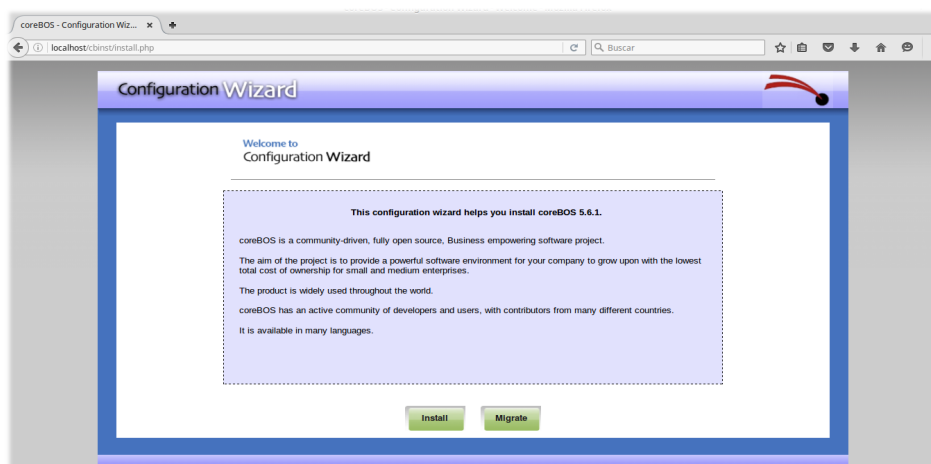 coreBOS - Configuration Wiz...
localhost/cbinst/install.php
Buscar
Configuration Wizard
Welcome to
Configuration Wizard
This configuration wizard helps you install coreBOS 5.6.1.
coreBOS is a community-driven, fully open source, Business empowering software project.
The aim of the project is to provide a powerful software environment for your company to grow upon with the lowest
total cost of ownership for small and medium enterprises.
The product is widely used throughout the world.
coreBOS has an active community of developers and users, with contributors from many different countries.
It is available in many languages.
Install
Migrate